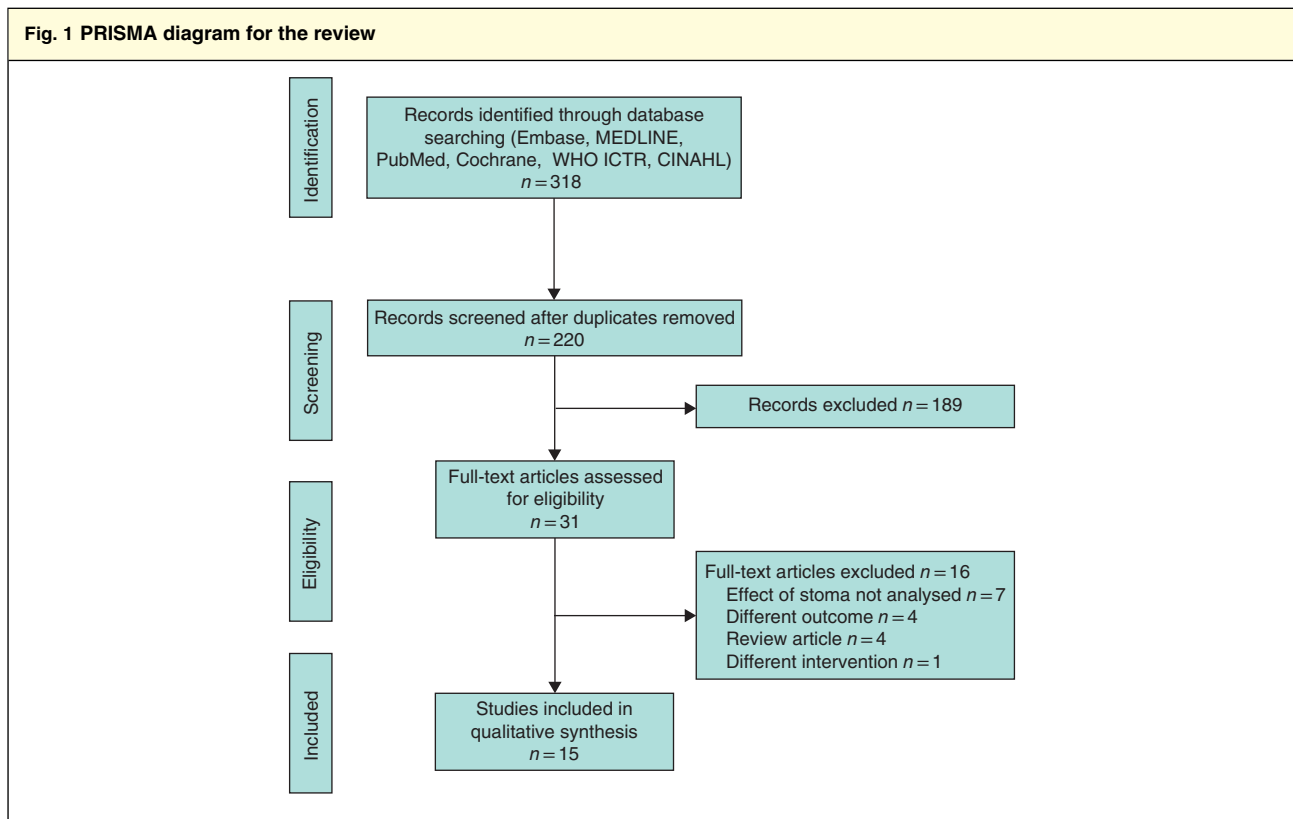 Fig. 1 PRISMA diagram for the review
Identification
Records identified through database
searching (Embase, MEDLINE,
PubMed, Cochrane, WHO ICTR, CINAHL)
n = 318
Screening
Records screened after duplicates removed
n = 220
Records excluded n = 189
Eligibility
Full-text articles assessed
for eligibility
n = 31
Full-text articles excluded n = 16
Effect of stoma not analysed n = 7
Different outcome n = 4
Review article n = 4
Different intervention n = 1
Included
Studies included in
qualitative synthesis
n = 15